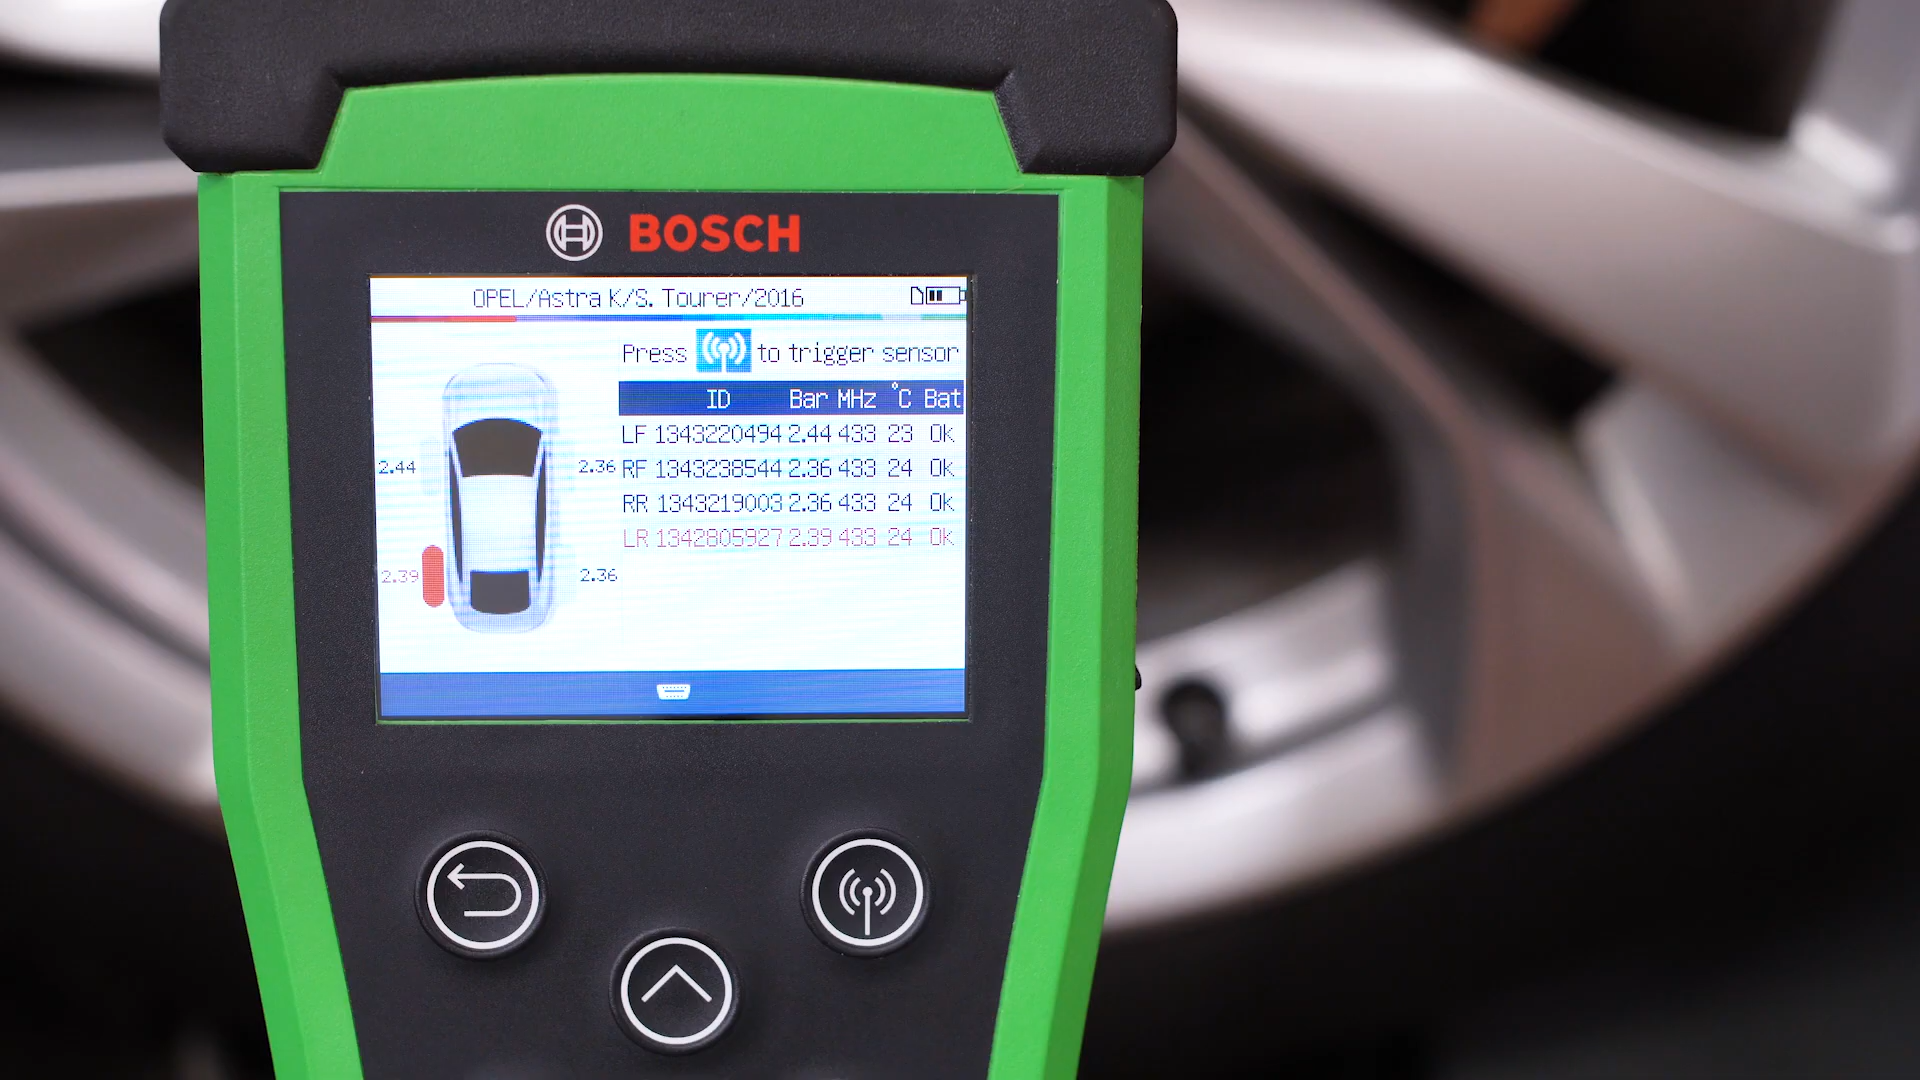 BOSCH
OPEL/Astra K/S. Tourer/2016
Press to trigger sensor
ID Bar MHz °C Bat
LF 1343220494 2.44 433 23 Ok
RF 1343238544 2.36 433 24 Ok
RR 1343219003 2.36 433 24 Ok
LR 1342805927 2.39 433 24 Ok
2.44 2.36
2.39 2.36